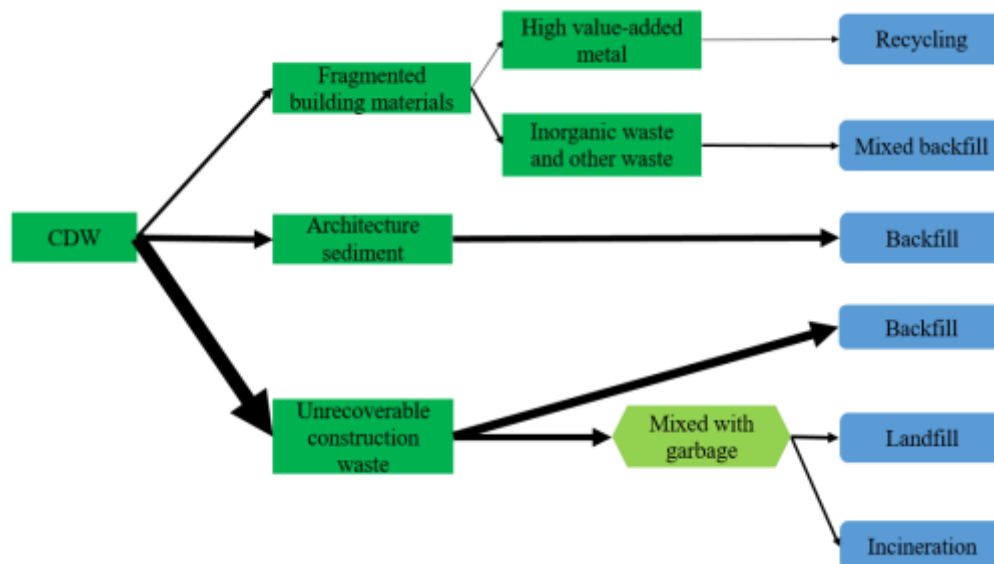 High value-added
metal
Recycling
Fragmented
building materials
Inorganic waste
and other waste
Mixed backfill
CDW
Architecture
sediment
Backfill
Backfill
Unrecoverable
construction
waste
Mixed with
garbage
Landfill
Incineration